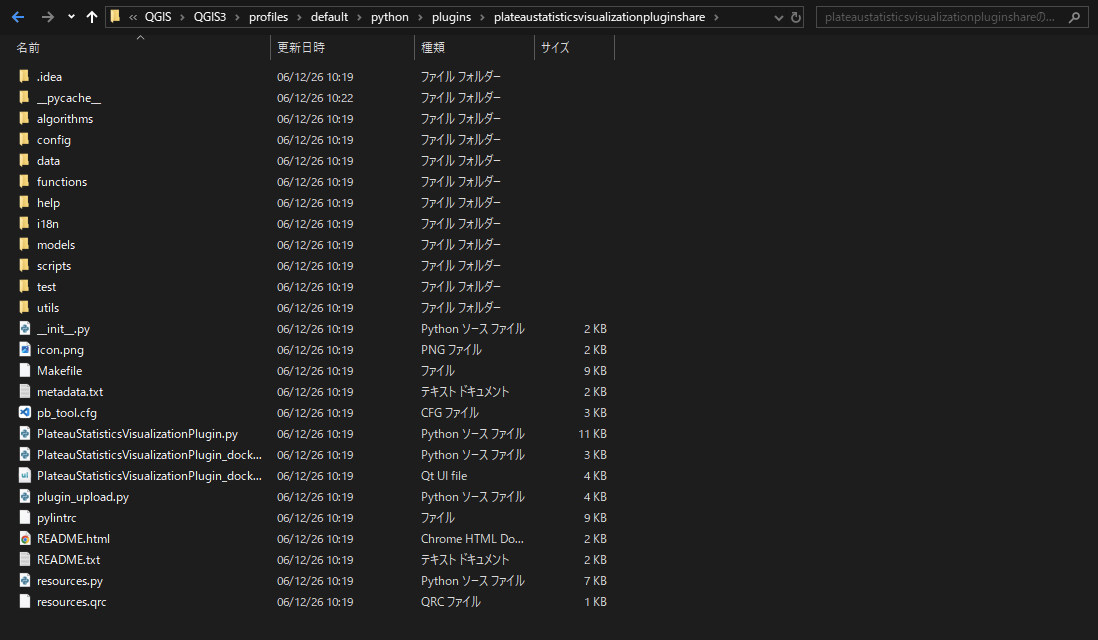 « QGIS › QGIS3 › profiles › default › python › plugins › plateaustatisticsvisualizationpluginshare › plateaustatisticsvisualizationpluginshareの...
名前 更新日時 種類 サイズ
.idea 06/12/26 10:19 ファイル フォルダー
__pycache__ 06/12/26 10:22 ファイル フォルダー
algorithms 06/12/26 10:19 ファイル フォルダー
config 06/12/26 10:19 ファイル フォルダー
data 06/12/26 10:19 ファイル フォルダー
functions 06/12/26 10:19 ファイル フォルダー
help 06/12/26 10:19 ファイル フォルダー
i18n 06/12/26 10:19 ファイル フォルダー
models 06/12/26 10:19 ファイル フォルダー
scripts 06/12/26 10:19 ファイル フォルダー
test 06/12/26 10:19 ファイル フォルダー
utils 06/12/26 10:19 ファイル フォルダー
__init__.py 06/12/26 10:19 Python ソース ファイル 2 KB
icon.png 06/12/26 10:19 PNG ファイル 2 KB
Makefile 06/12/26 10:19 ファイル 9 KB
metadata.txt 06/12/26 10:19 テキスト ドキュメント 2 KB
pb_tool.cfg 06/12/26 10:19 CFG ファイル 3 KB
PlateauStatisticsVisualizationPlugin.py 06/12/26 10:19 Python ソース ファイル 11 KB
PlateauStatisticsVisualizationPlugin_dock... 06/12/26 10:19 Python ソース ファイル 3 KB
PlateauStatisticsVisualizationPlugin_dock... 06/12/26 10:19 Qt UI file 4 KB
plugin_upload.py 06/12/26 10:19 Python ソース ファイル 4 KB
pylintrc 06/12/26 10:19 ファイル 9 KB
README.html 06/12/26 10:19 Chrome HTML Do... 2 KB
README.txt 06/12/26 10:19 テキスト ドキュメント 2 KB
resources.py 06/12/26 10:19 Python ソース ファイル 7 KB
resources.qrc 06/12/26 10:19 QRC ファイル 1 KB